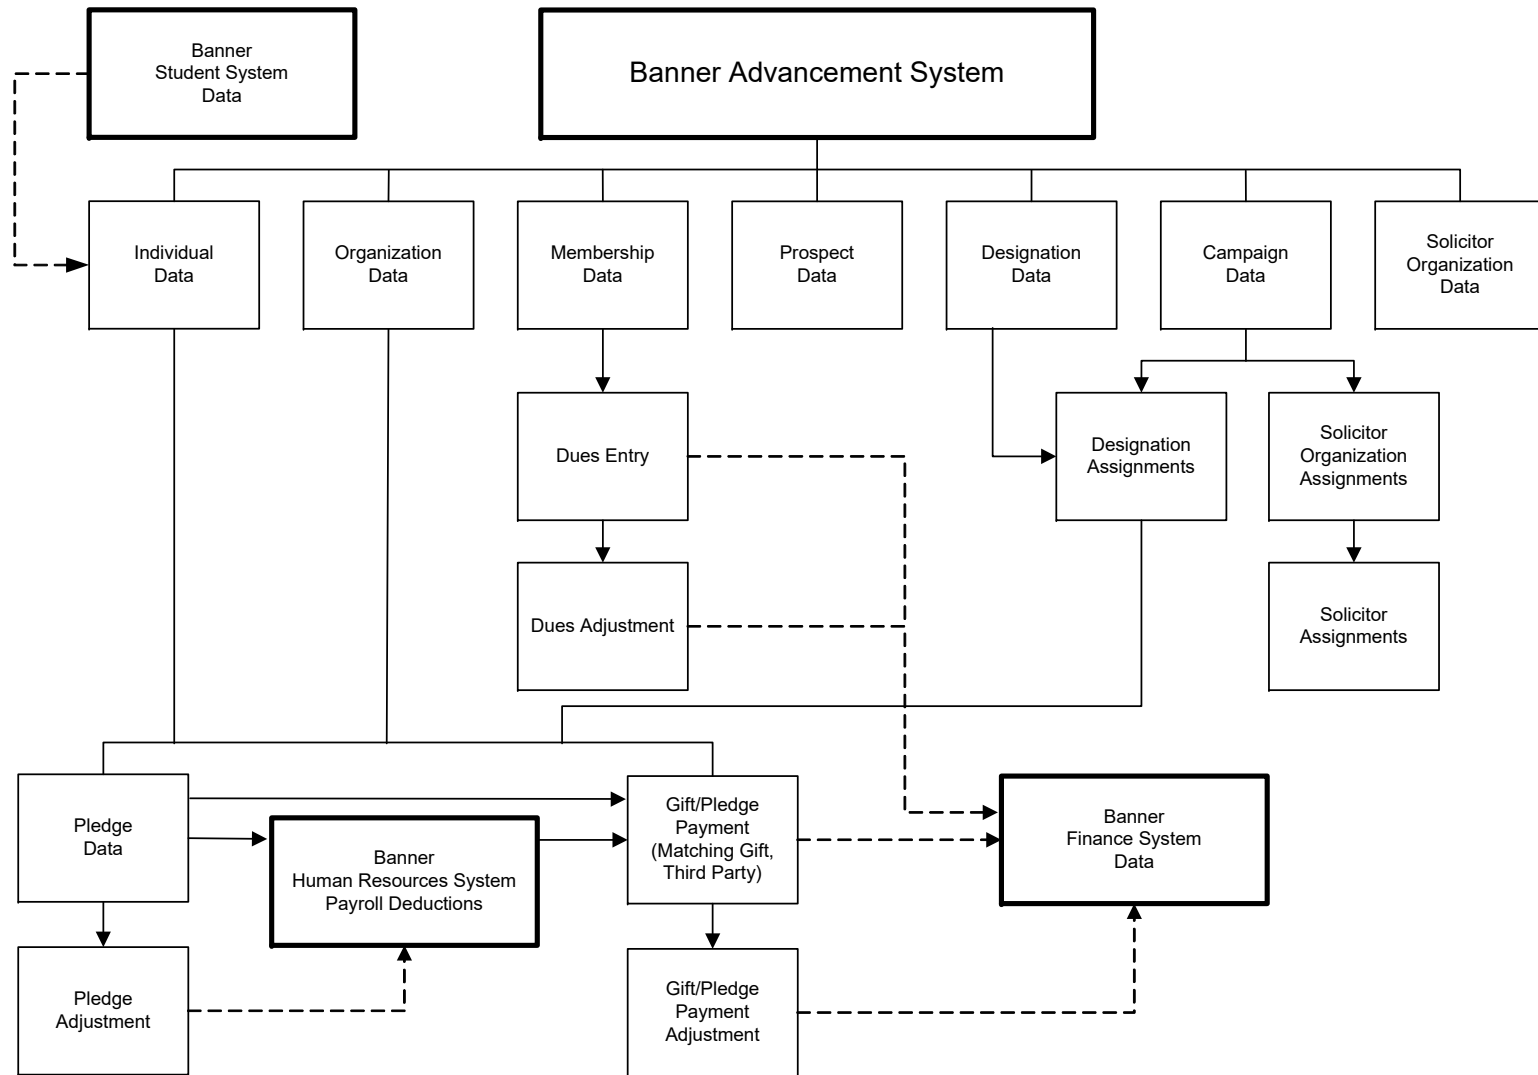 Banner
Student System
Data
Banner Advancement System
Individual
Data
Organization
Data
Membership
Data
Prospect
Data
Designation
Data
Campaign
Data
Solicitor
Organization
Data
Dues Entry
Designation
Assignments
Solicitor
Organization
Assignments
Dues Adjustment
Solicitor
Assignments
Pledge
Data
Banner
Human Resources System
Payroll Deductions
Gift/Pledge
Payment
(Matching Gift,
Third Party)
Banner
Finance System
Data
Pledge
Adjustment
Gift/Pledge
Payment
Adjustment